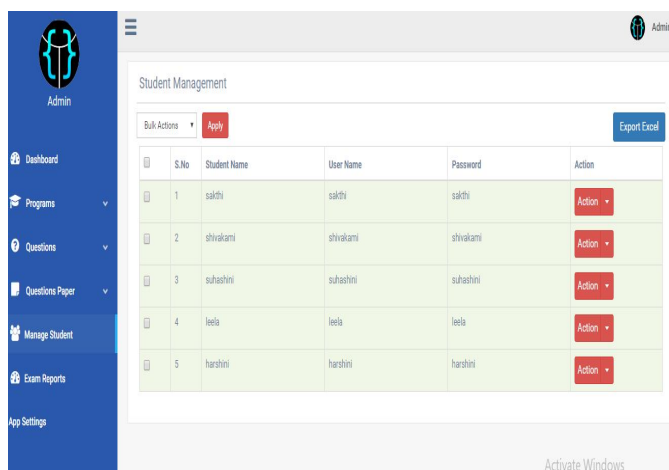 {}
Admin
Admin
Student Management
Bulk Actions Apply
Export Excel
Dashboard
Programs
Questions
Questions Paper
Manage Student
Exam Reports
App Settings
S.No Student Name User Name Password Action
1 sakthi sakthi sakthi Action
2 shivakami shivakami shivakami Action
3 suhashini suhashini suhashini Action
4 leela leela leela Action
5 harshini harshini harshini Action
Activate Windows